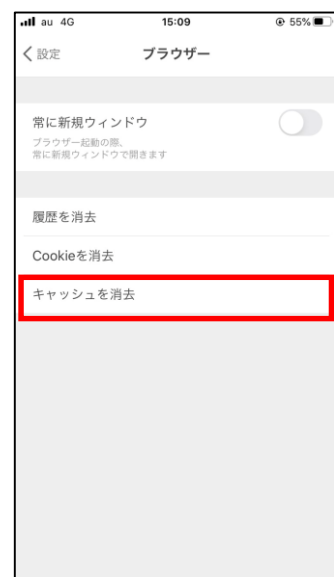 au 4G 15:09 55%
設定 ブラウザー
常に新規ウィンドウ
ブラウザー起動の際、
常に新規ウィンドウで開きます
履歴を消去
Cookieを消去
キャッシュを消去